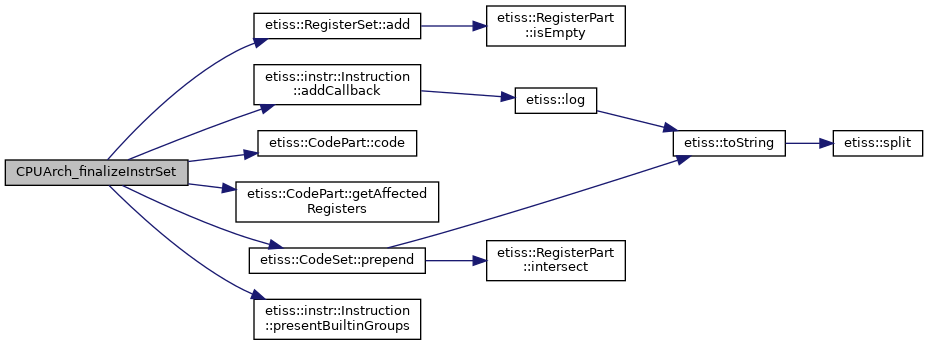 CPUArch_finalizeInstrSet
etiss::RegisterSet::add
etiss::RegisterPart
::isEmpty
etiss::instr::Instruction
::addCallback
etiss::log
etiss::CodePart::code
etiss::toString
etiss::split
etiss::CodePart::getAffected
Registers
etiss::CodeSet::prepend
etiss::RegisterPart
::intersect
etiss::instr::Instruction
::presentBuiltinGroups